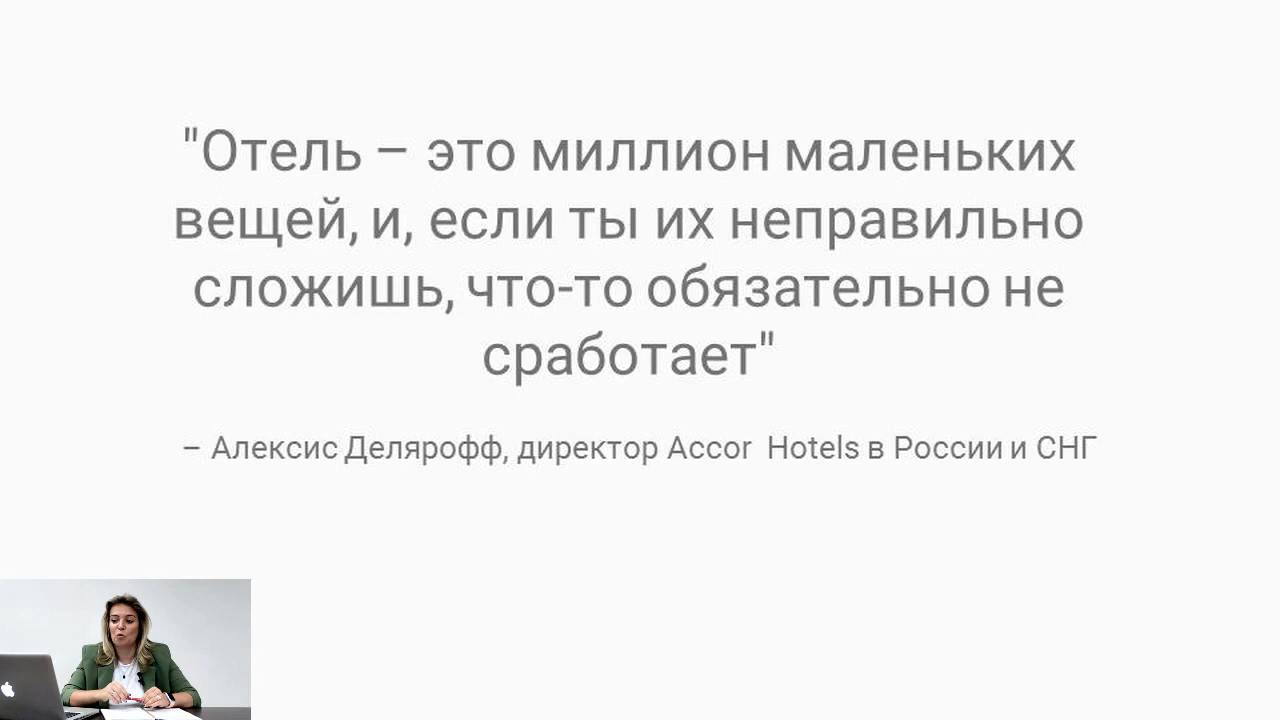 "Отель – это миллион маленьких
вещей, и, если ты их неправильно
сложишь, что-то обязательно не
сработает"
– Алексис Делярофф, директор Accor Hotels в России и СНГ